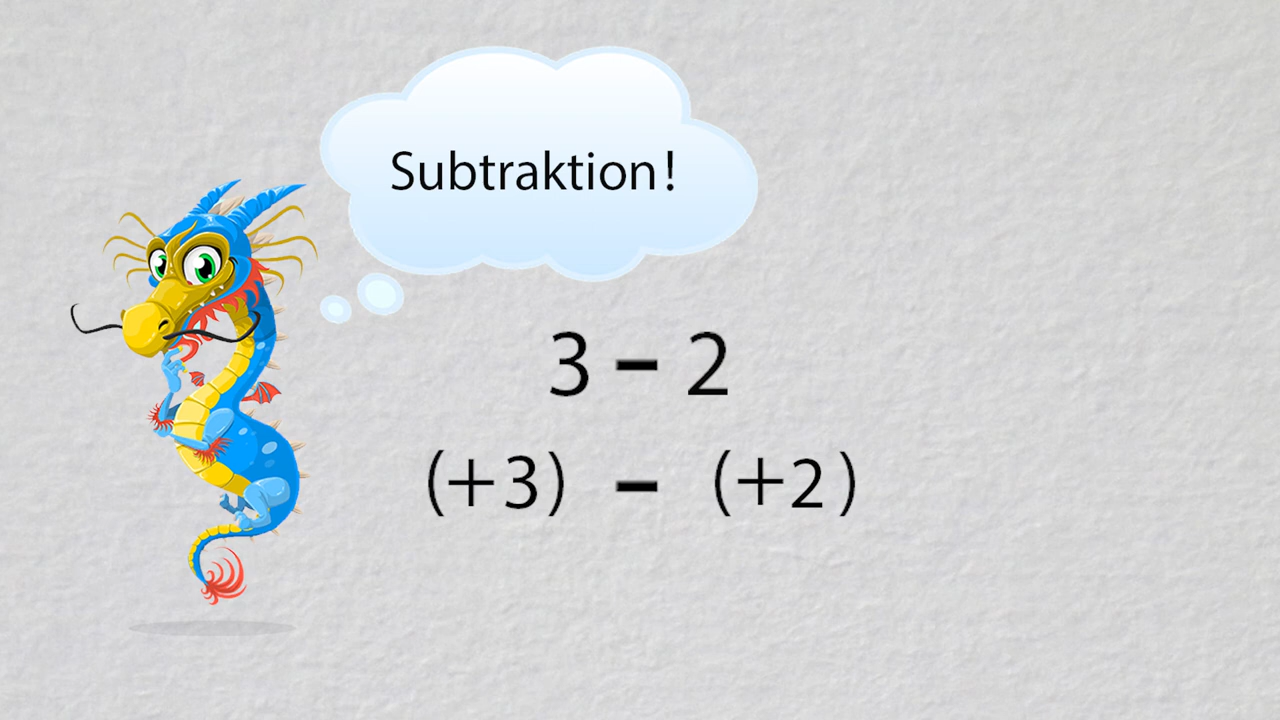 Subtraktion!
3 - 2
(+3) - (+2)